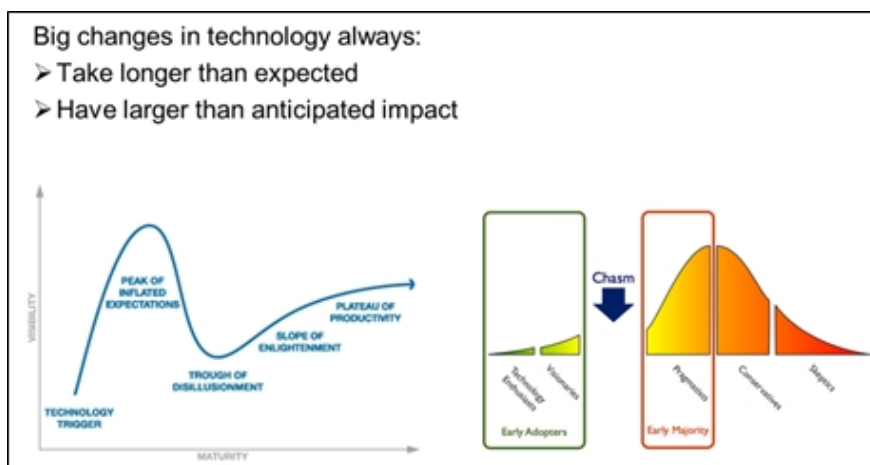 Big changes in technology always:
➢ Take longer than expected
➢ Have larger than anticipated impact
VISIBILITY
PEAK OF
INFLATED
EXPECTATIONS
PLATEAU OF
PRODUCTIVITY
SLOPE OF
ENLIGHTENMENT
TROUGH OF
DISILLUSIONMENT
TECHNOLOGY
TRIGGER
MATURITY
Chasm
Technology
Enthusiasts
Visionaries
Pragmatists
Conservatives
Skeptics
Early Adopters
Early Majority